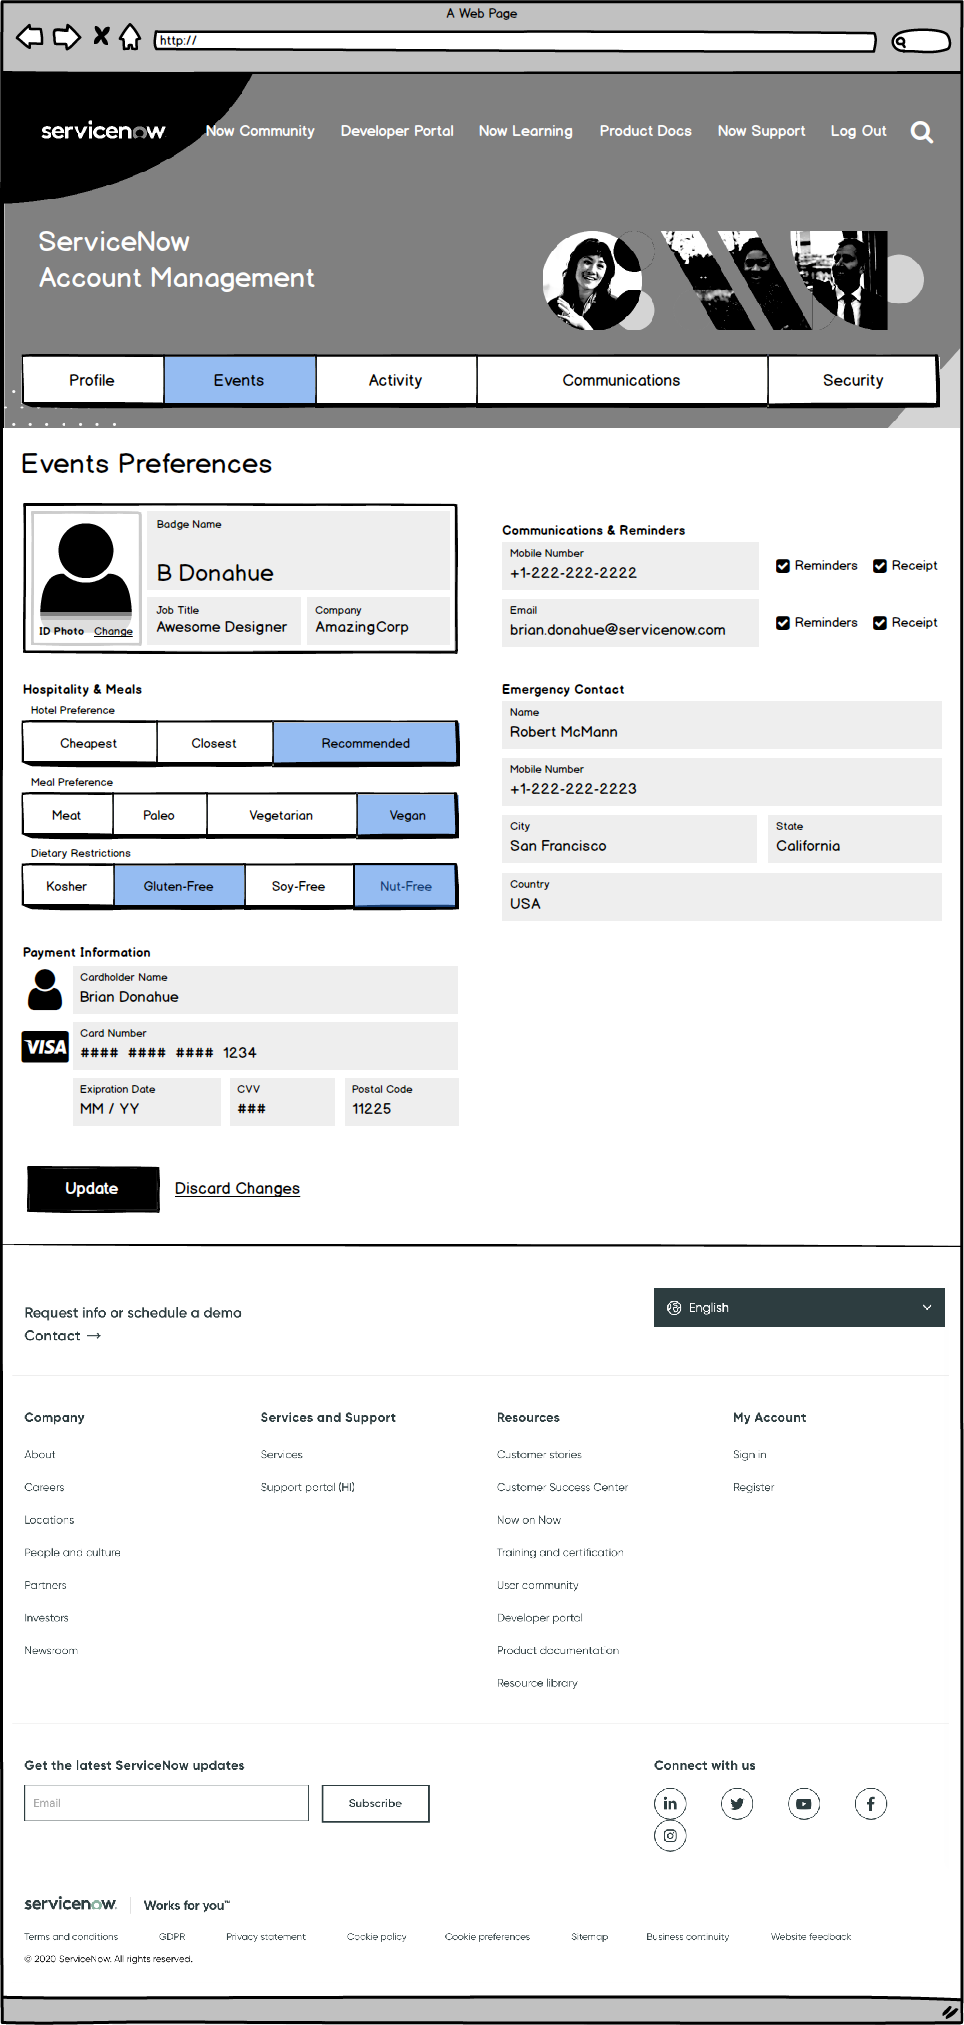 A Web Page
http://
servicenow
Now Community Developer Portal Now Learning Product Docs Now Support Log Out
ServiceNow
Account Management
Profile Events Activity Communications Security
Events Preferences
Badge Name
B Donahue
Job Title
Awesome Designer
Company
AmazingCorp
ID Photo Change
Communications & Reminders
Mobile Number
+1-222-222-2222
Reminders Receipt
Email
brian.donahue@servicenow.com
Reminders Receipt
Hospitality & Meals
Hotel Preference
Cheapest Closest Recommended
Meal Preference
Meat Paleo Vegetarian Vegan
Dietary Restrictions
Kosher Gluten-Free Soy-Free Nut-Free
Emergency Contact
Name
Robert McMann
Mobile Number
+1-222-222-2223
City
San Francisco
State
California
Country
USA
Payment Information
Cardholder Name
Brian Donahue
VISA
Card Number
#### #### #### 1234
Exipration Date
MM / YY
CVV
###
Postal Code
11225
Update Discard Changes
Request info or schedule a demo
Contact →
English
Company
About
Careers
Locations
People and culture
Partners
Investors
Newsroom
Services and Support
Services
Support portal (HI)
Resources
Customer stories
Customer Success Center
Now on Now
Training and certification
User community
Developer portal
Product documentation
Resource library
My Account
Sign in
Register
Get the latest ServiceNow updates
Email
Subscribe
Connect with us
servicenow. Works for you™
Terms and conditions GDPR Privacy statement Cookie policy Cookie preferences Sitemap Business continuity Website feedback
© 2020 ServiceNow. All rights reserved.